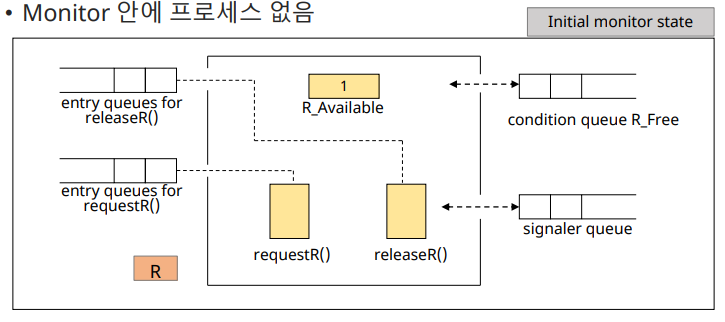 • Monitor 안에 프로세스 없음
Initial monitor state
entry queues for
releaseR()
1
R_Available
condition queue R_Free
entry queues for
requestR()
signaler queue
requestR()
releaseR()
R